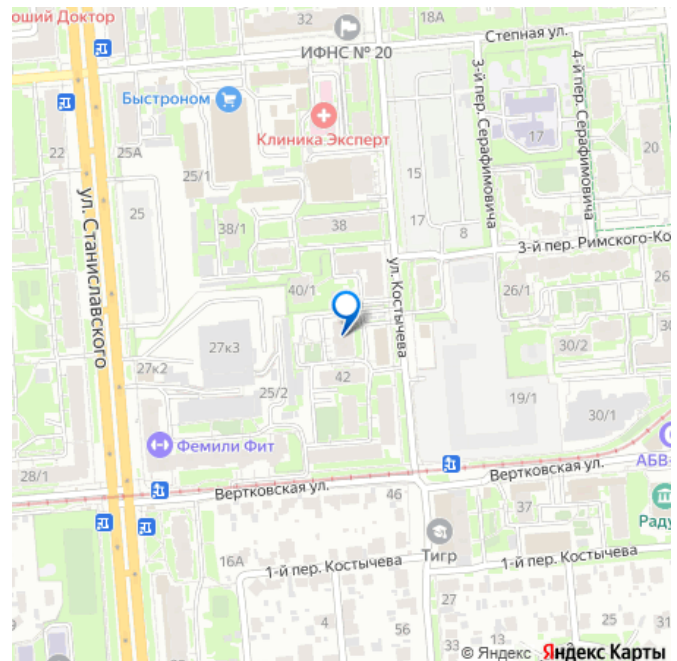 оший Доктор
32
18А
ИФНС № 20
Степная ул.
Быстроном
Клиника Эксперт
3-й пер. Серафимовича
4-й пер. Серафимовича
17
22
25А
20
25/1
15
25
17
38/1
38
8
3-й пер. Римского-Ко
ул. Станиславского
ул. Костычева
40/1
26/1
30
27к3
30/2
27к2
42
25/2
19/1
30/1
Фемили Фит
АБВ-
28/1
Вертковская ул.
Вертковская ул.
46
37
Раду
Тигр
16А
1-й пер. Костычева
1-й пер. Костычева
27
3
4
56
25
31
33
2
3
© Яндекс Яндекс Карты